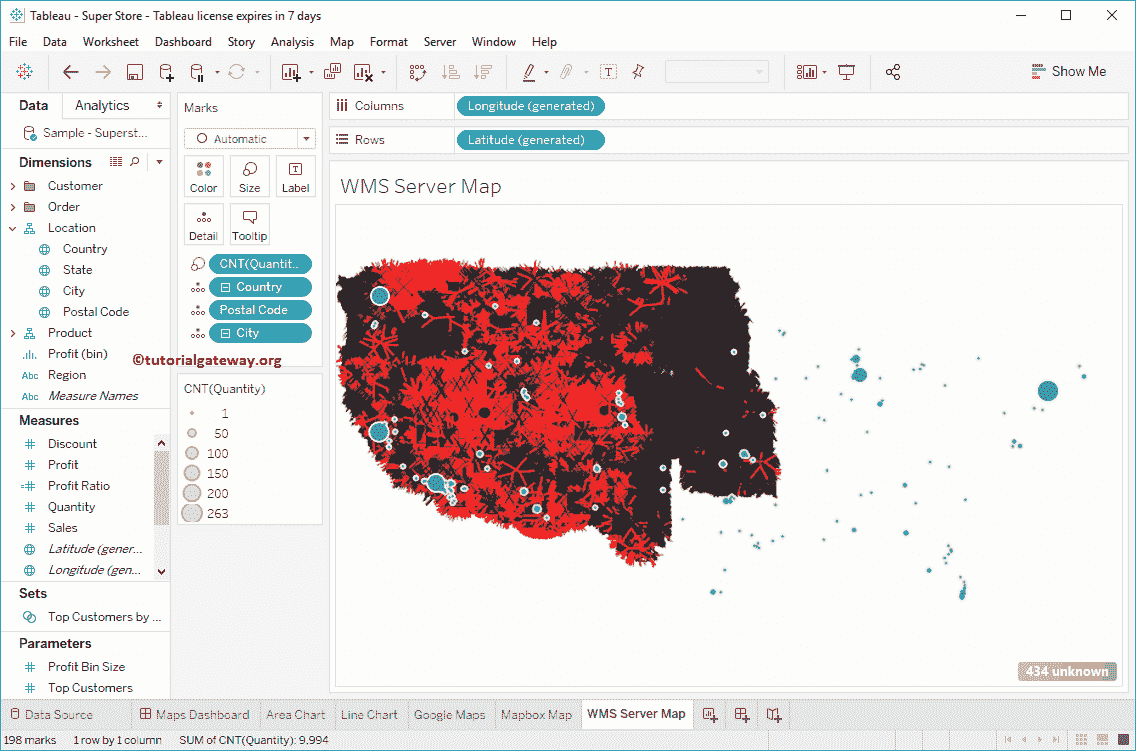 Tableau - Super Store - Tableau license expires in 7 days
File Data Worksheet Dashboard Story Analysis Map Format Server Window Help
Show Me
Data Analytics
Sample - Superst...
Dimensions
Customer
Order
Location
Country
State
City
Postal Code
Product
Profit (bin)
Abc Region
Abc Measure Names
Measures
Discount
Profit
Profit Ratio
Quantity
Sales
Latitude (gener...
Longitude (gen...
Sets
Top Customers by ...
Parameters
Profit Bin Size
Top Customers
Marks
Automatic
Color Size Label
Detail Tooltip
CNT(Quantit..
Country
Postal Code
City
©tutorialgateway.org
CNT(Quantity)
1
50
100
150
200
263
Columns Longitude (generated)
Rows Latitude (generated)
WMS Server Map
434 unknown
Data Source Maps Dashboard Area Chart Line Chart Google Maps Mapbox Map WMS Server Map
198 marks 1 row by 1 column SUM of CNT(Quantity): 9,994